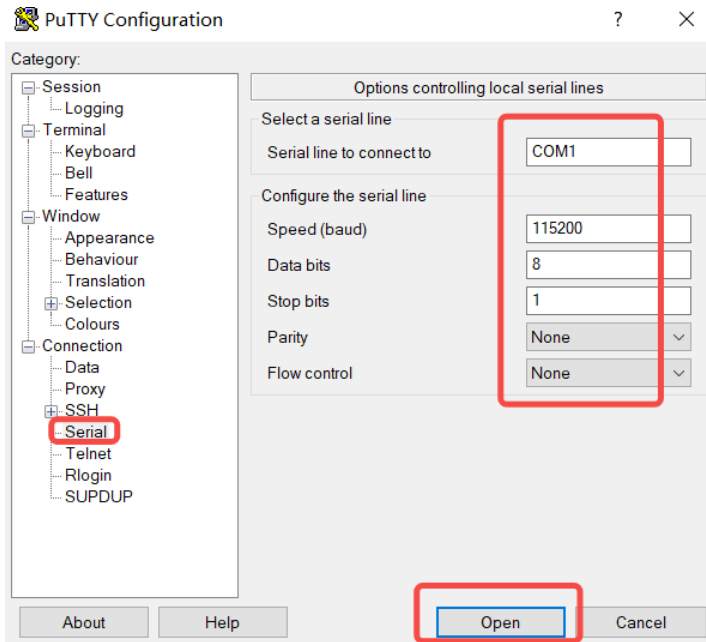 PuTTY Configuration
?
Category:
Session
Logging
Terminal
Keyboard
Bell
Features
Window
Appearance
Behaviour
Translation
Selection
Colours
Connection
Data
Proxy
SSH
Serial
Telnet
Rlogin
SUPDUP
Options controlling local serial lines
Select a serial line
Serial line to connect to COM1
Configure the serial line
Speed (baud) 115200
Data bits 8
Stop bits 1
Parity None
Flow control None
About Help Open Cancel